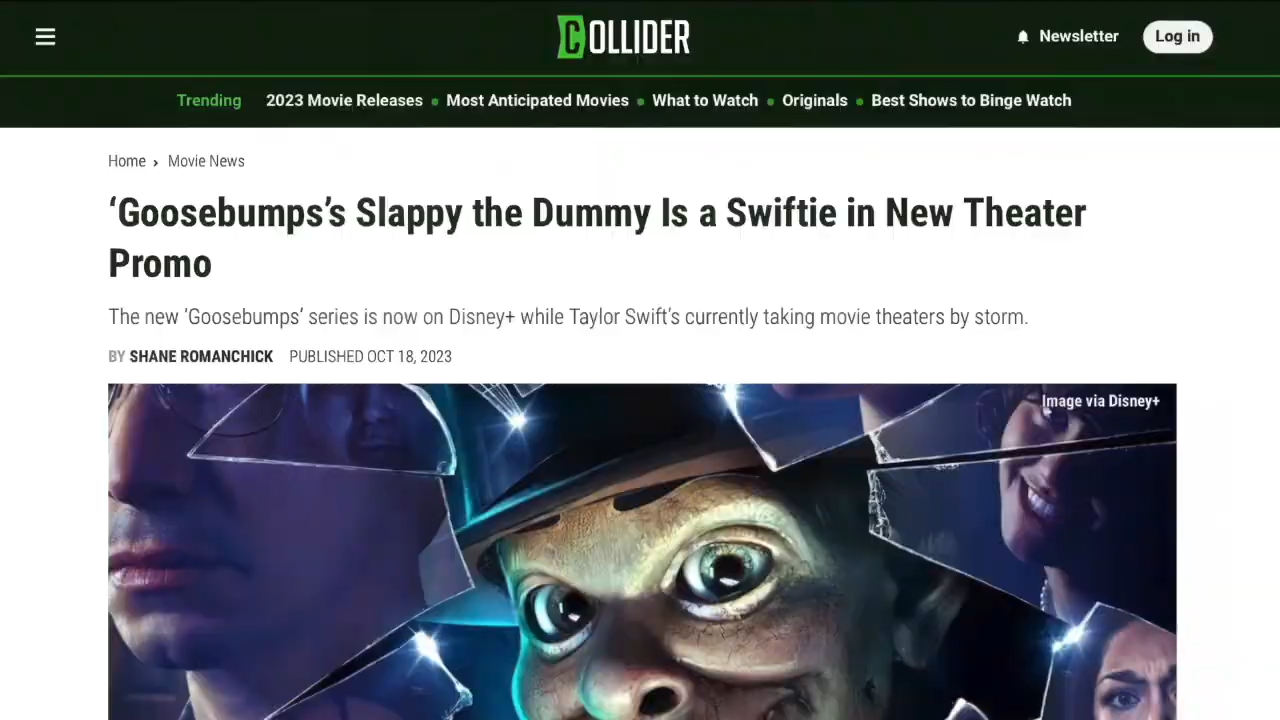 COLLIDER
Newsletter
Log in
Trending 2023 Movie Releases Most Anticipated Movies What to Watch Originals Best Shows to Binge Watch
Home › Movie News
‘Goosebumps’s Slappy the Dummy Is a Swiftie in New Theater
Promo
The new ‘Goosebumps’ series is now on Disney+ while Taylor Swift’s currently taking movie theaters by storm.
BY SHANE ROMANCHICK PUBLISHED OCT 18, 2023
Image via Disney+